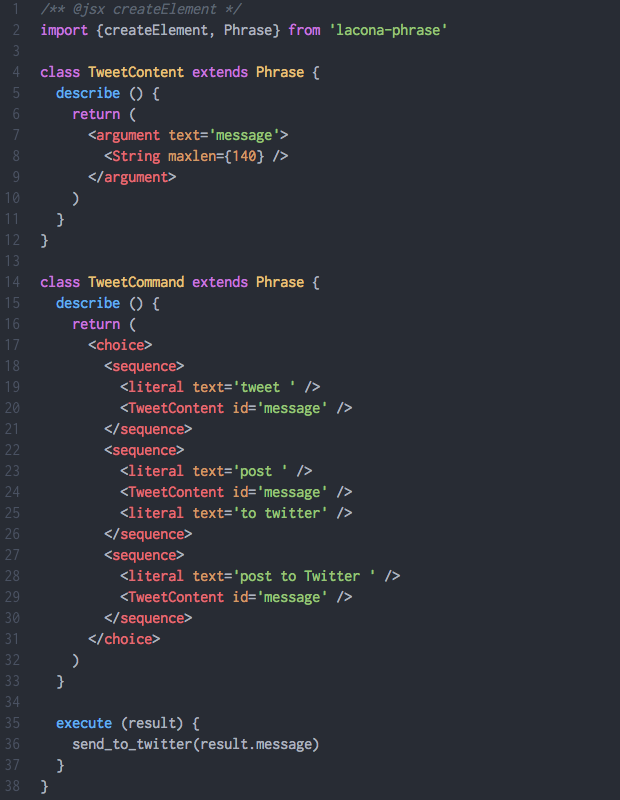 1 /** @jsx createElement */
2 import {createElement, Phrase} from 'lacona-phrase'
3
4 class TweetContent extends Phrase {
5   describe () {
6     return (
7       <argument text='message'>
8         <String maxlen={140} />
9       </argument>
10     )
11   }
12 }
13
14 class TweetCommand extends Phrase {
15   describe () {
16     return (
17       <choice>
18         <sequence>
19           <literal text='tweet ' />
20           <TweetContent id='message' />
21         </sequence>
22         <sequence>
23           <literal text='post ' />
24           <TweetContent id='message' />
25           <literal text='to twitter' />
26         </sequence>
27         <sequence>
28           <literal text='post to Twitter ' />
29           <TweetContent id='message' />
30         </sequence>
31       </choice>
32     )
33   }
34
35   execute (result) {
36     send_to_twitter(result.message)
37   }
38 }